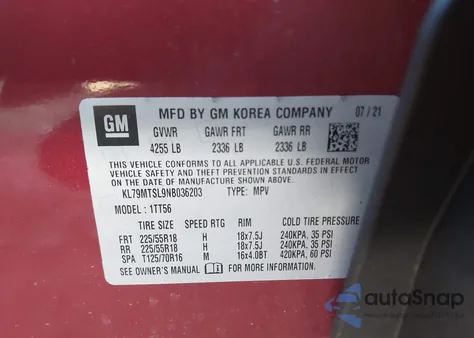 GM
MFD BY GM KOREA COMPANY 07/21
GVWR GAWR FRT GAWR RR
4255 LB 2336 LB 2336 LB
THIS VEHICLE CONFORMS TO ALL APPLICABLE U.S. FEDERAL MOTOR
VEHICLE SAFETY AND THEFT PREVENTION STANDARDS IN EFFECT
ON THE DATE OF MANUFACTURE SHOWN ABOVE.
KL79MTSL9NB036203 TYPE: MPV
MODEL: 1TT56
TIRE SIZE SPEED RTG RIM COLD TIRE PRESSURE
FRT 225/55R18 H 18x7.5J 240KPA, 35 PSI
RR 225/55R18 H 18x7.5J 240KPA, 35 PSI
SPA T125/70R16 M 16x4.0BT 420KPA, 60 PSI
SEE OWNER'S MANUAL FOR MORE INFORMATION.
autoSnap